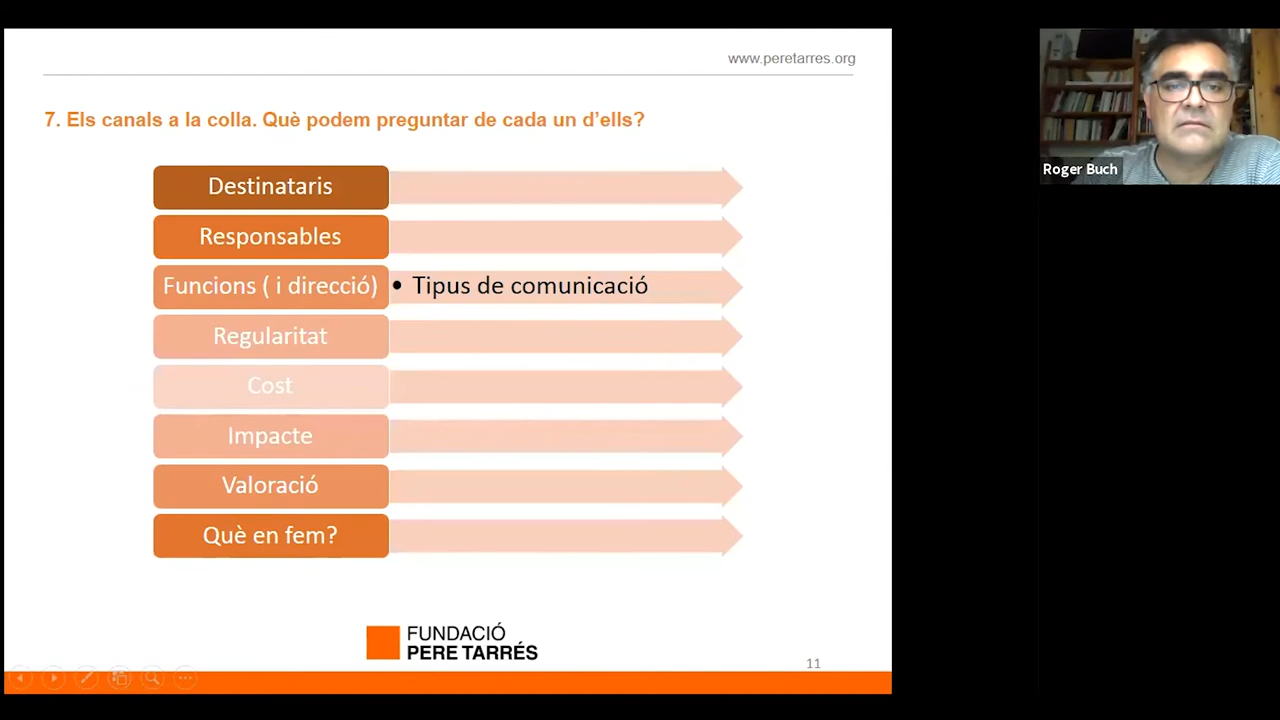 www.peretarres.org
7. Els canals a la colla. Què podem preguntar de cada un d’ells?
Destinataris
Responsables
Funcions ( i direcció)
• Tipus de comunicació
Regularitat
Cost
Impacte
Valoració
Què en fem?
FUNDACIÓ
PERE TARRÉS
11
Roger Buch